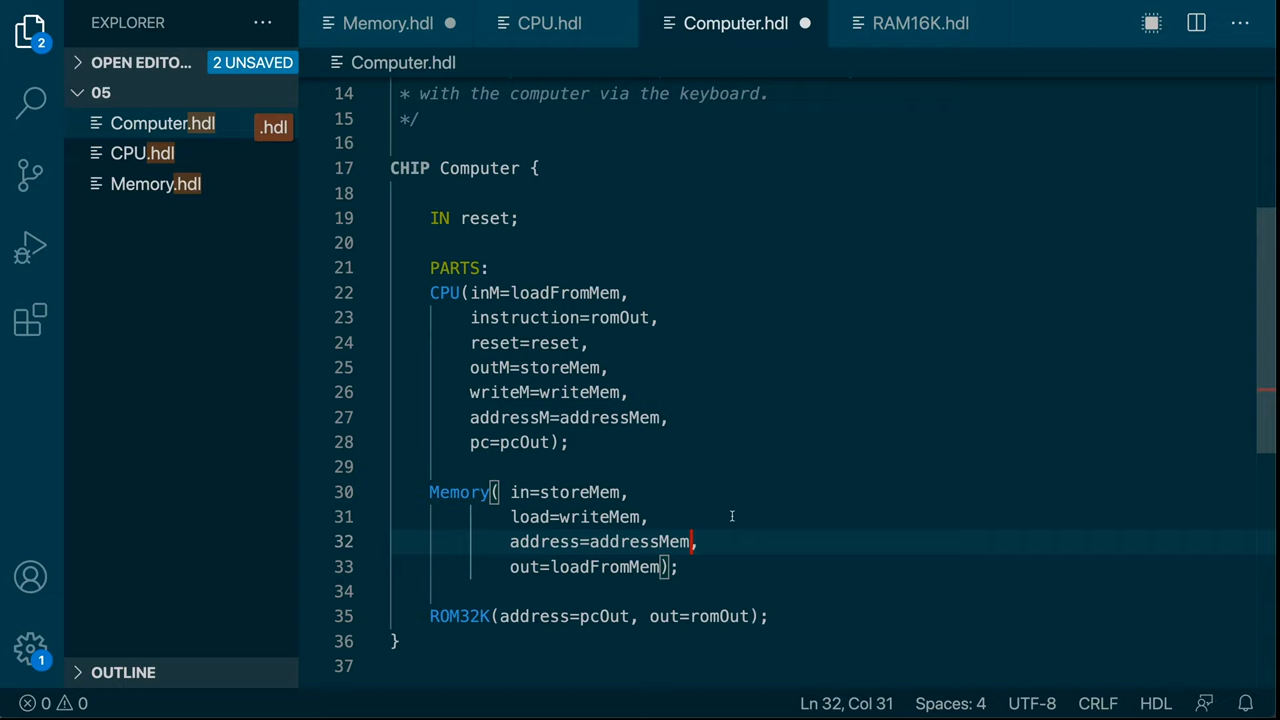 EXPLORER ...
Memory.hdl
CPU.hdl
Computer.hdl
RAM16K.hdl
2
OPEN EDITO... 2 UNSAVED
05
Computer.hdl
.hdl
CPU.hdl
Memory.hdl
Computer.hdl
14 * with the computer via the keyboard.
15 */
16
17 CHIP Computer {
18
19 IN reset;
20
21 PARTS:
22 CPU(inM=loadFromMem,
23 instruction=romOut,
24 reset=reset,
25 outM=storeMem,
26 writeM=writeMem,
27 addressM=addressMem,
28 pc=pcOut);
29
30 Memory( in=storeMem,
31 load=writeMem,
32 address=addressMem,
33 out=loadFromMem);
34
35 ROM32K(address=pcOut, out=romOut);
36 }
37
1
OUTLINE
0 0 Ln 32, Col 31 Spaces: 4 UTF-8 CRLF HDL